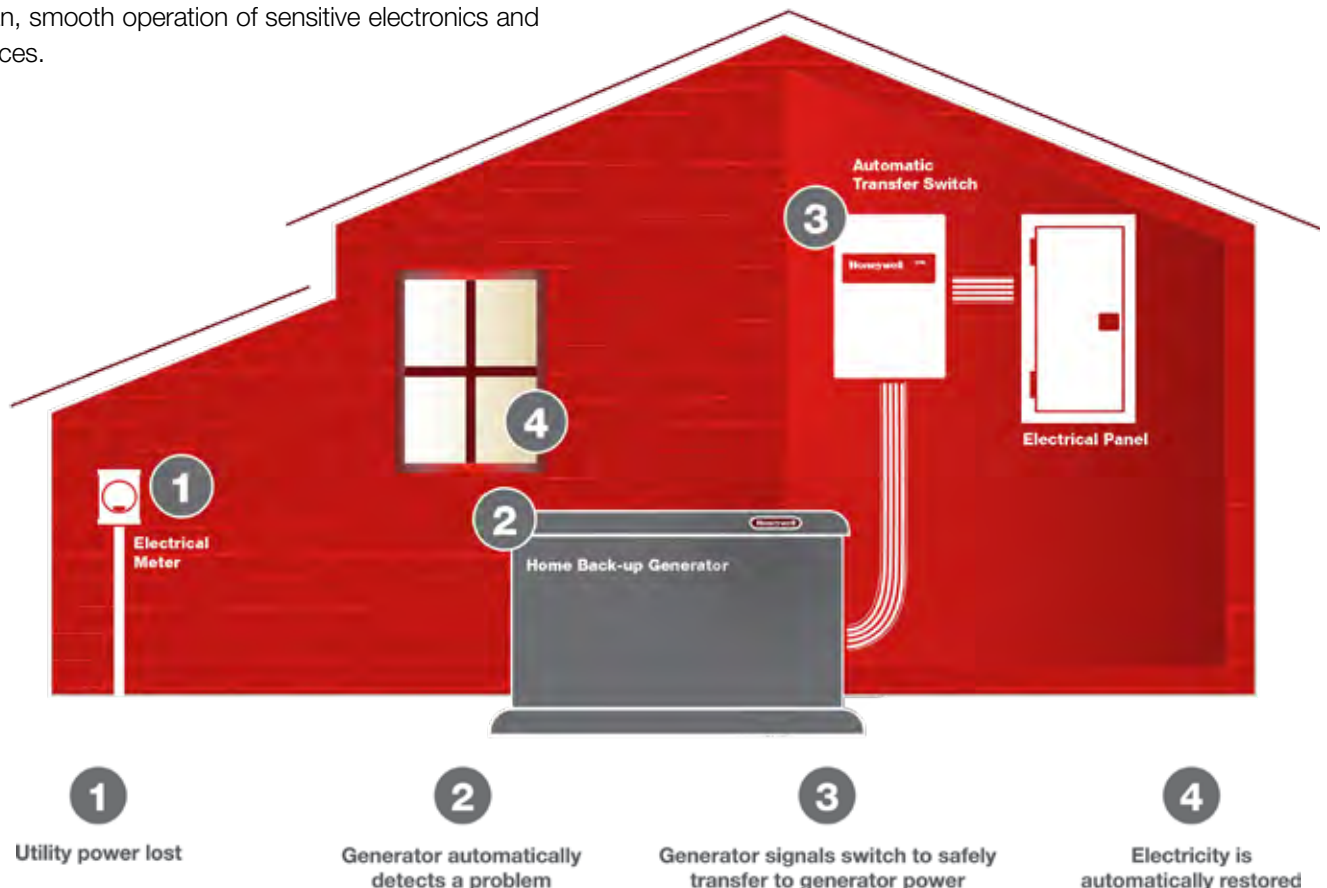 n, smooth operation of sensitive electronics and
ces.
Automatic
Transfer Switch
3
Honeywell
Electrical Panel
4
1
Electrical
Meter
2
Honeywell
Home Back-up Generator
1
Utility power lost
2
Generator automatically
detects a problem
3
Generator signals switch to safely
transfer to generator power
4
Electricity is
automatically restored